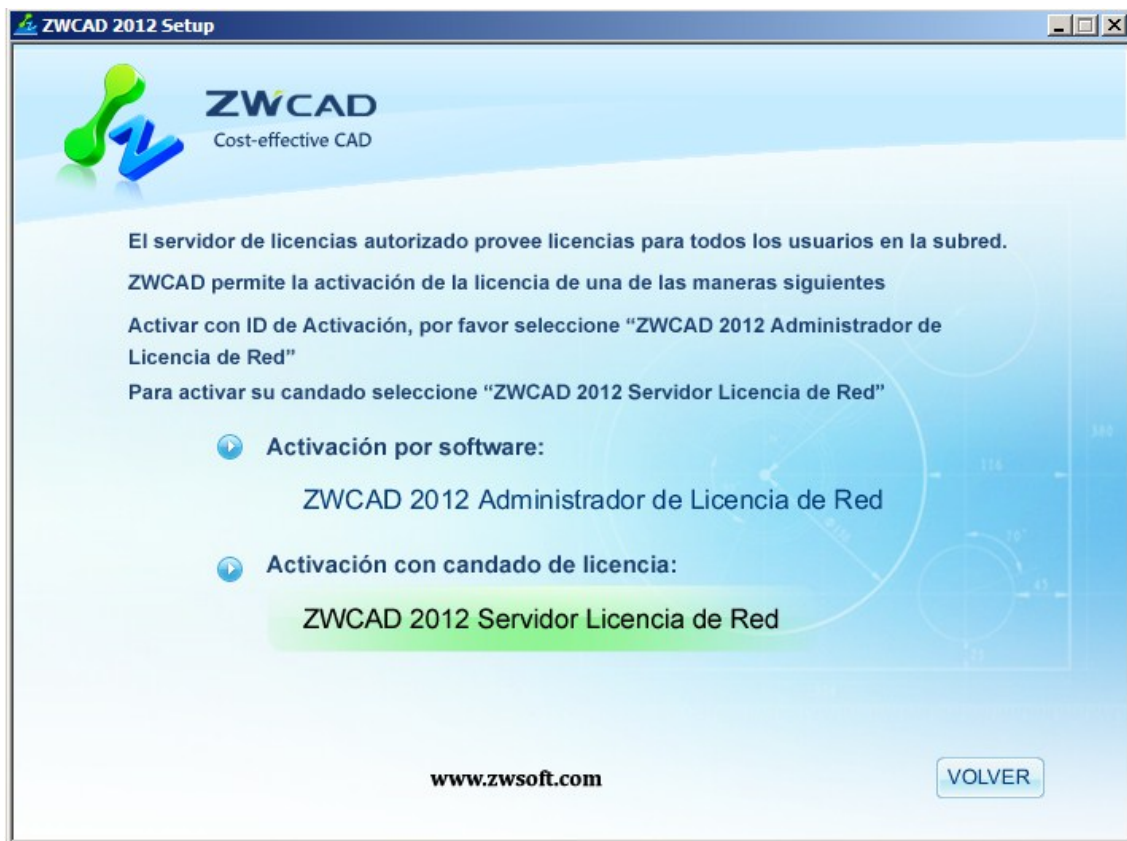 ZWCAD 2012 Setup
ZWCAD
Cost-effective CAD
El servidor de licencias autorizado provee licencias para todos los usuarios en la subred.
ZWCAD permite la activación de la licencia de una de las maneras siguientes
Activar con ID de Activación, por favor seleccione “ZWCAD 2012 Administrador de
Licencia de Red”
Para activar su candado seleccione “ZWCAD 2012 Servidor Licencia de Red”
Activación por software:
ZWCAD 2012 Administrador de Licencia de Red
Activación con candado de licencia:
ZWCAD 2012 Servidor Licencia de Red
380
116
70°
45
www.zwsoft.com
VOLVER